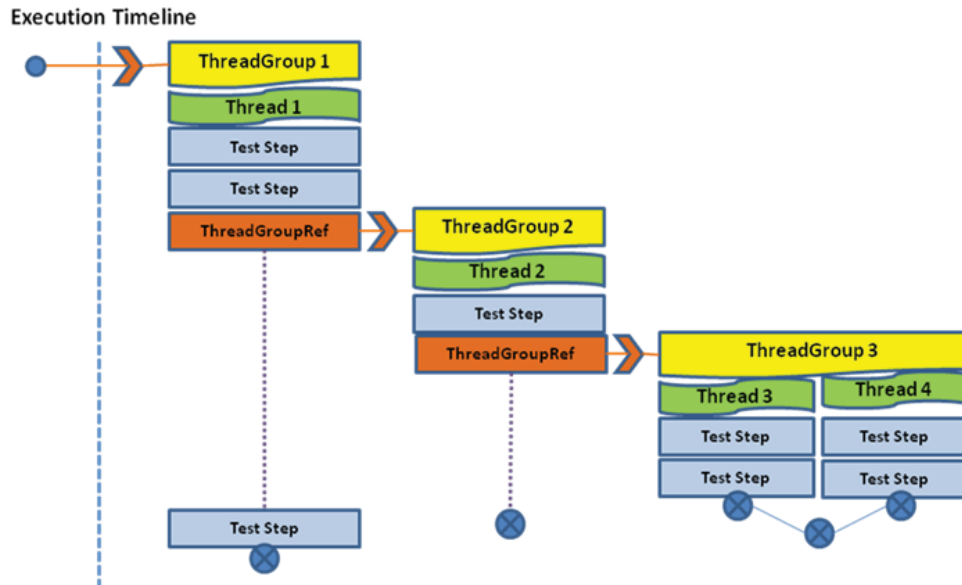 Execution Timeline
ThreadGroup 1
Thread 1
Test Step
Test Step
ThreadGroupRef
ThreadGroup 2
Thread 2
Test Step
ThreadGroupRef
ThreadGroup 3
Thread 3
Thread 4
Test Step
Test Step
Test Step
Test Step
Test Step